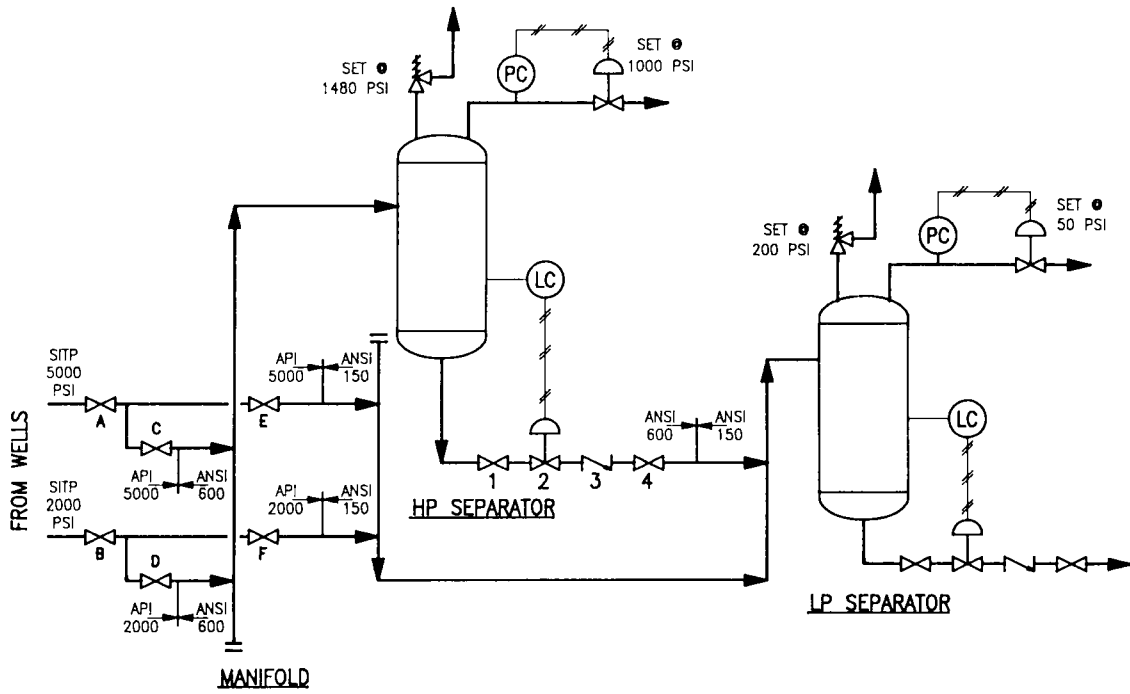 SET @
1480 PSI
PC
SET @
1000 PSI
SET @
200 PSI
PC
SET @
50 PSI
LC
LC
FROM WELLS
SITP
5000
PSI
A
C
API
5000
ANSI
600
E
API
5000
ANSI
150
SITP
2000
PSI
B
D
API
2000
ANSI
600
F
API
2000
ANSI
150
1
2
3
4
ANSI
600
ANSI
150
HP SEPARATOR
LP SEPARATOR
MANIFOLD